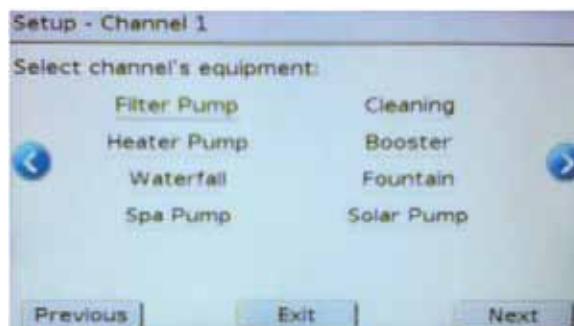 Setup - Channel 1
Select channel's equipment:
Filter Pump Cleaning
Heater Pump Booster
Waterfall Fountain
Spa Pump Solar Pump
Previous Exit Next